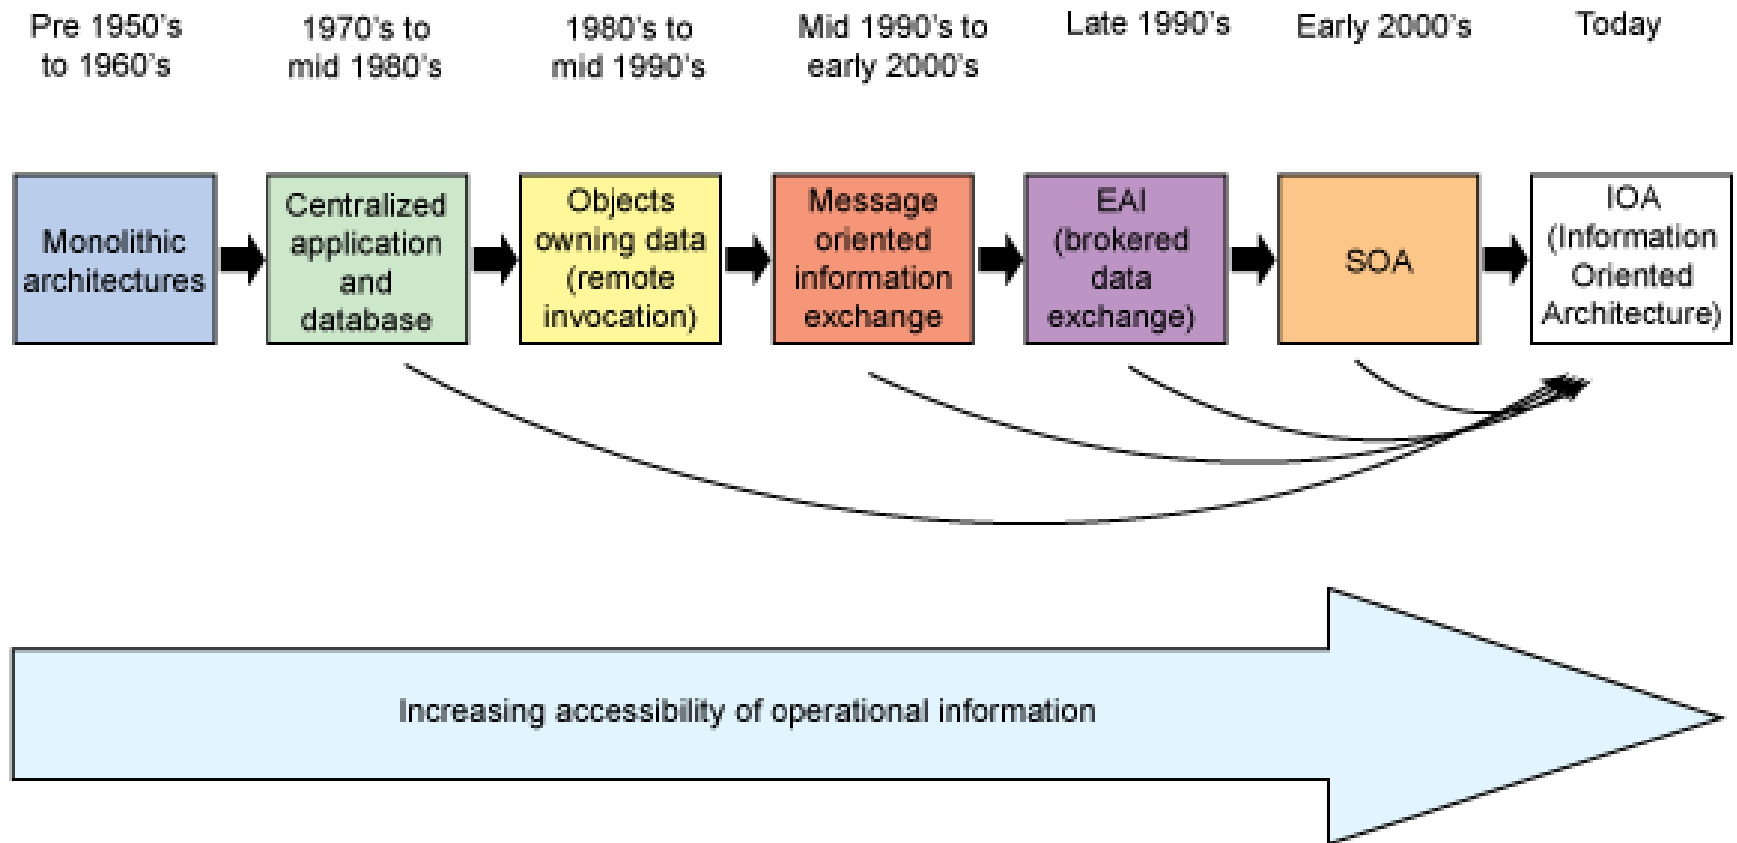 Pre 1950's
to 1960's
1970's to
mid 1980's
1980's to
mid 1990's
Mid 1990's to
early 2000's
Late 1990's
Early 2000's
Today
Monolithic
architectures
Centralized
application
and
database
Objects
owning data
(remote
invocation)
Message
oriented
information
exchange
EAI
(brokered
data
exchange)
SOA
IOA
(Information
Oriented
Architecture)
Increasing accessibility of operational information